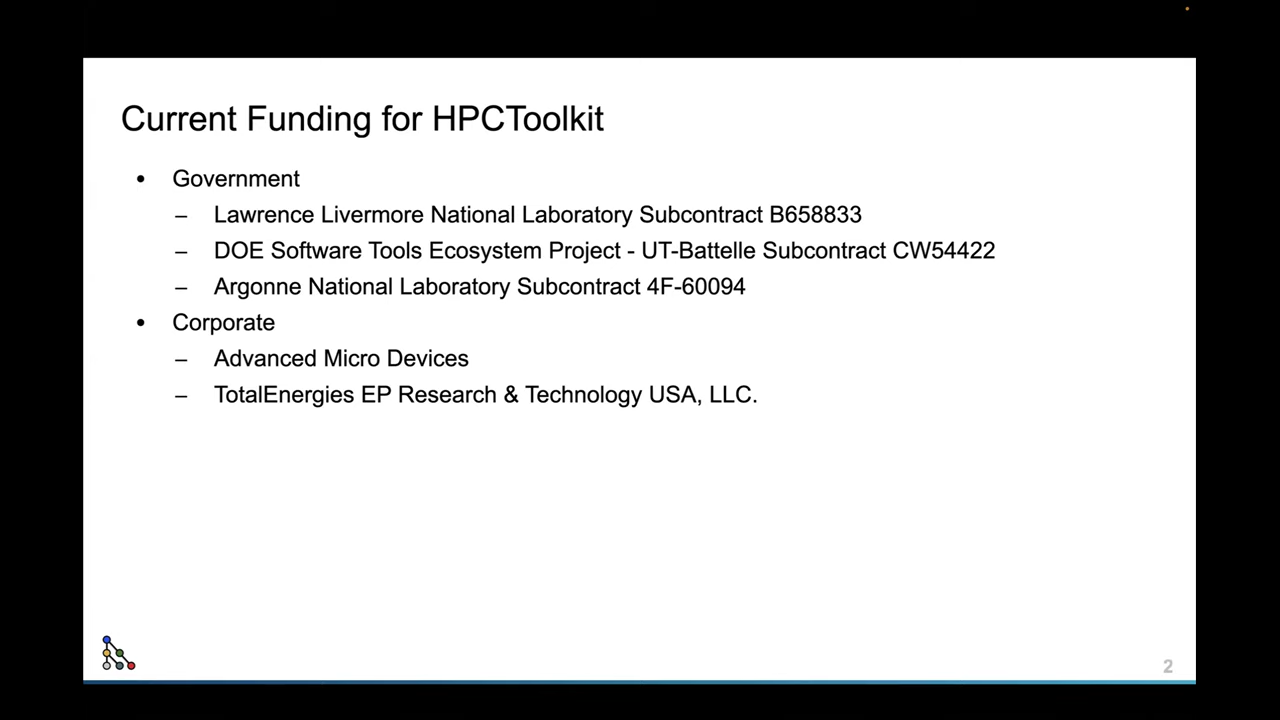 Current Funding for HPCToolkit
• Government
– Lawrence Livermore National Laboratory Subcontract B658833
– DOE Software Tools Ecosystem Project - UT-Battelle Subcontract CW54422
– Argonne National Laboratory Subcontract 4F-60094
• Corporate
– Advanced Micro Devices
– TotalEnergies EP Research & Technology USA, LLC.
2